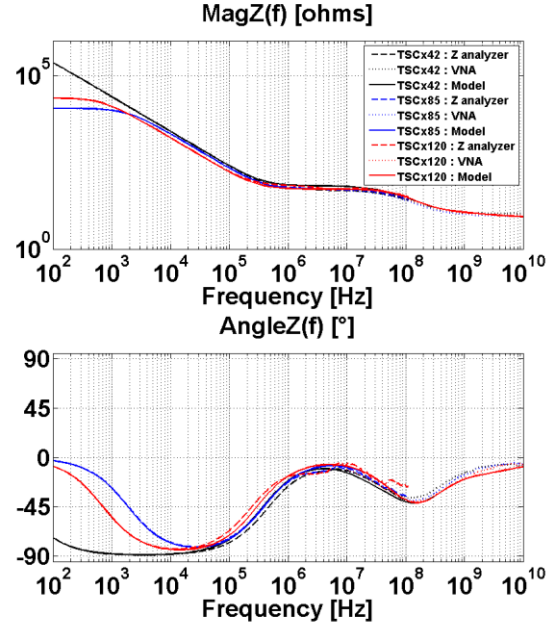 MagZ(f) [ohms]
10^5
10^0
TSCx42 : Z analyzer
TSCx42 : VNA
TSCx42 : Model
TSCx85 : Z analyzer
TSCx85 : VNA
TSCx85 : Model
TSCx120 : Z analyzer
TSCx120 : VNA
TSCx120 : Model
10^2 10^3 10^4 10^5 10^6 10^7 10^8 10^9 10^10
Frequency [Hz]
AngleZ(f) [°]
90
45
0
-45
-90
10^2 10^3 10^4 10^5 10^6 10^7 10^8 10^9 10^10
Frequency [Hz]